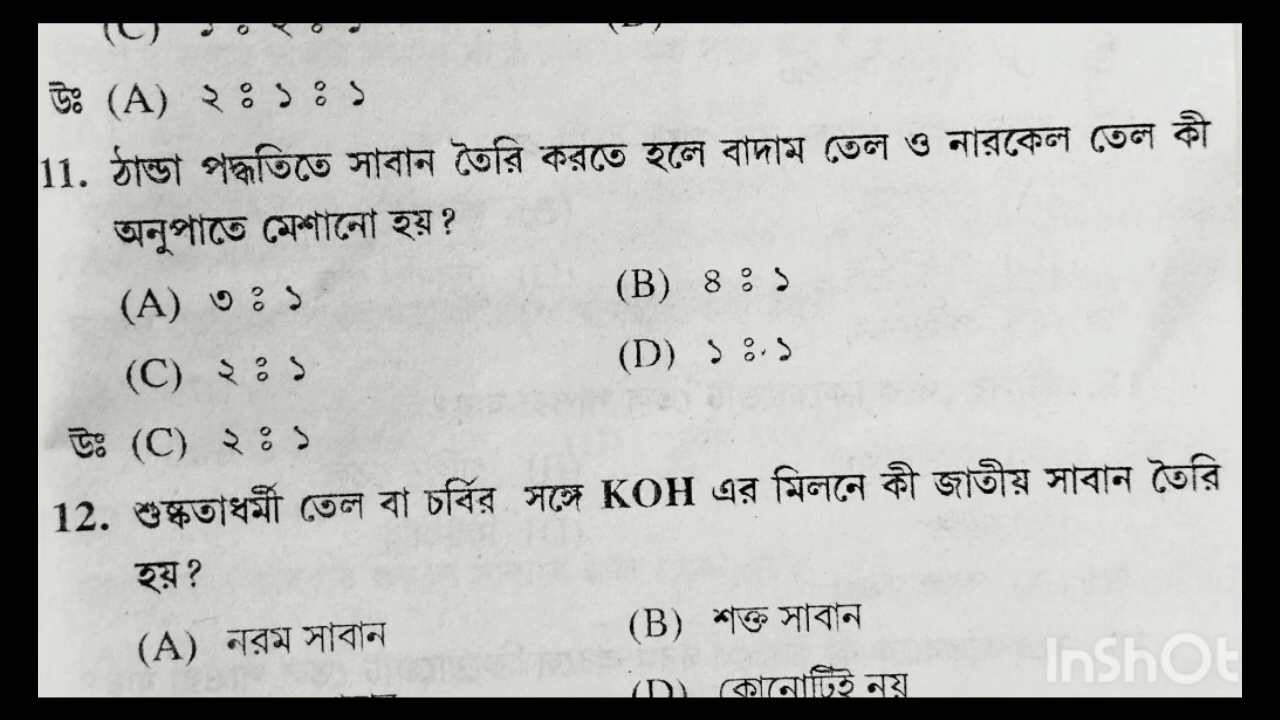 উঃ (A) ২ ঃ ১ ঃ ১
11. ঠান্ডা পদ্ধতিতে সাবান তৈরি করতে হলে বাদাম তেল ও নারকেল তেল কী
অনুপাতে মেশানো হয়?
(A) ৩ ঃ ১ (B) ৪ ঃ ১
(C) ২ ঃ ১ (D) ১ ঃ ১
উঃ (C) ২ ঃ ১
12. শুষ্কতাধর্মী তেল বা চর্বির সঙ্গে KOH এর মিলনে কী জাতীয় সাবান তৈরি
হয়?
(A) নরম সাবান (B) শক্ত সাবান
(D) কোনোটিই নয়
InShOt